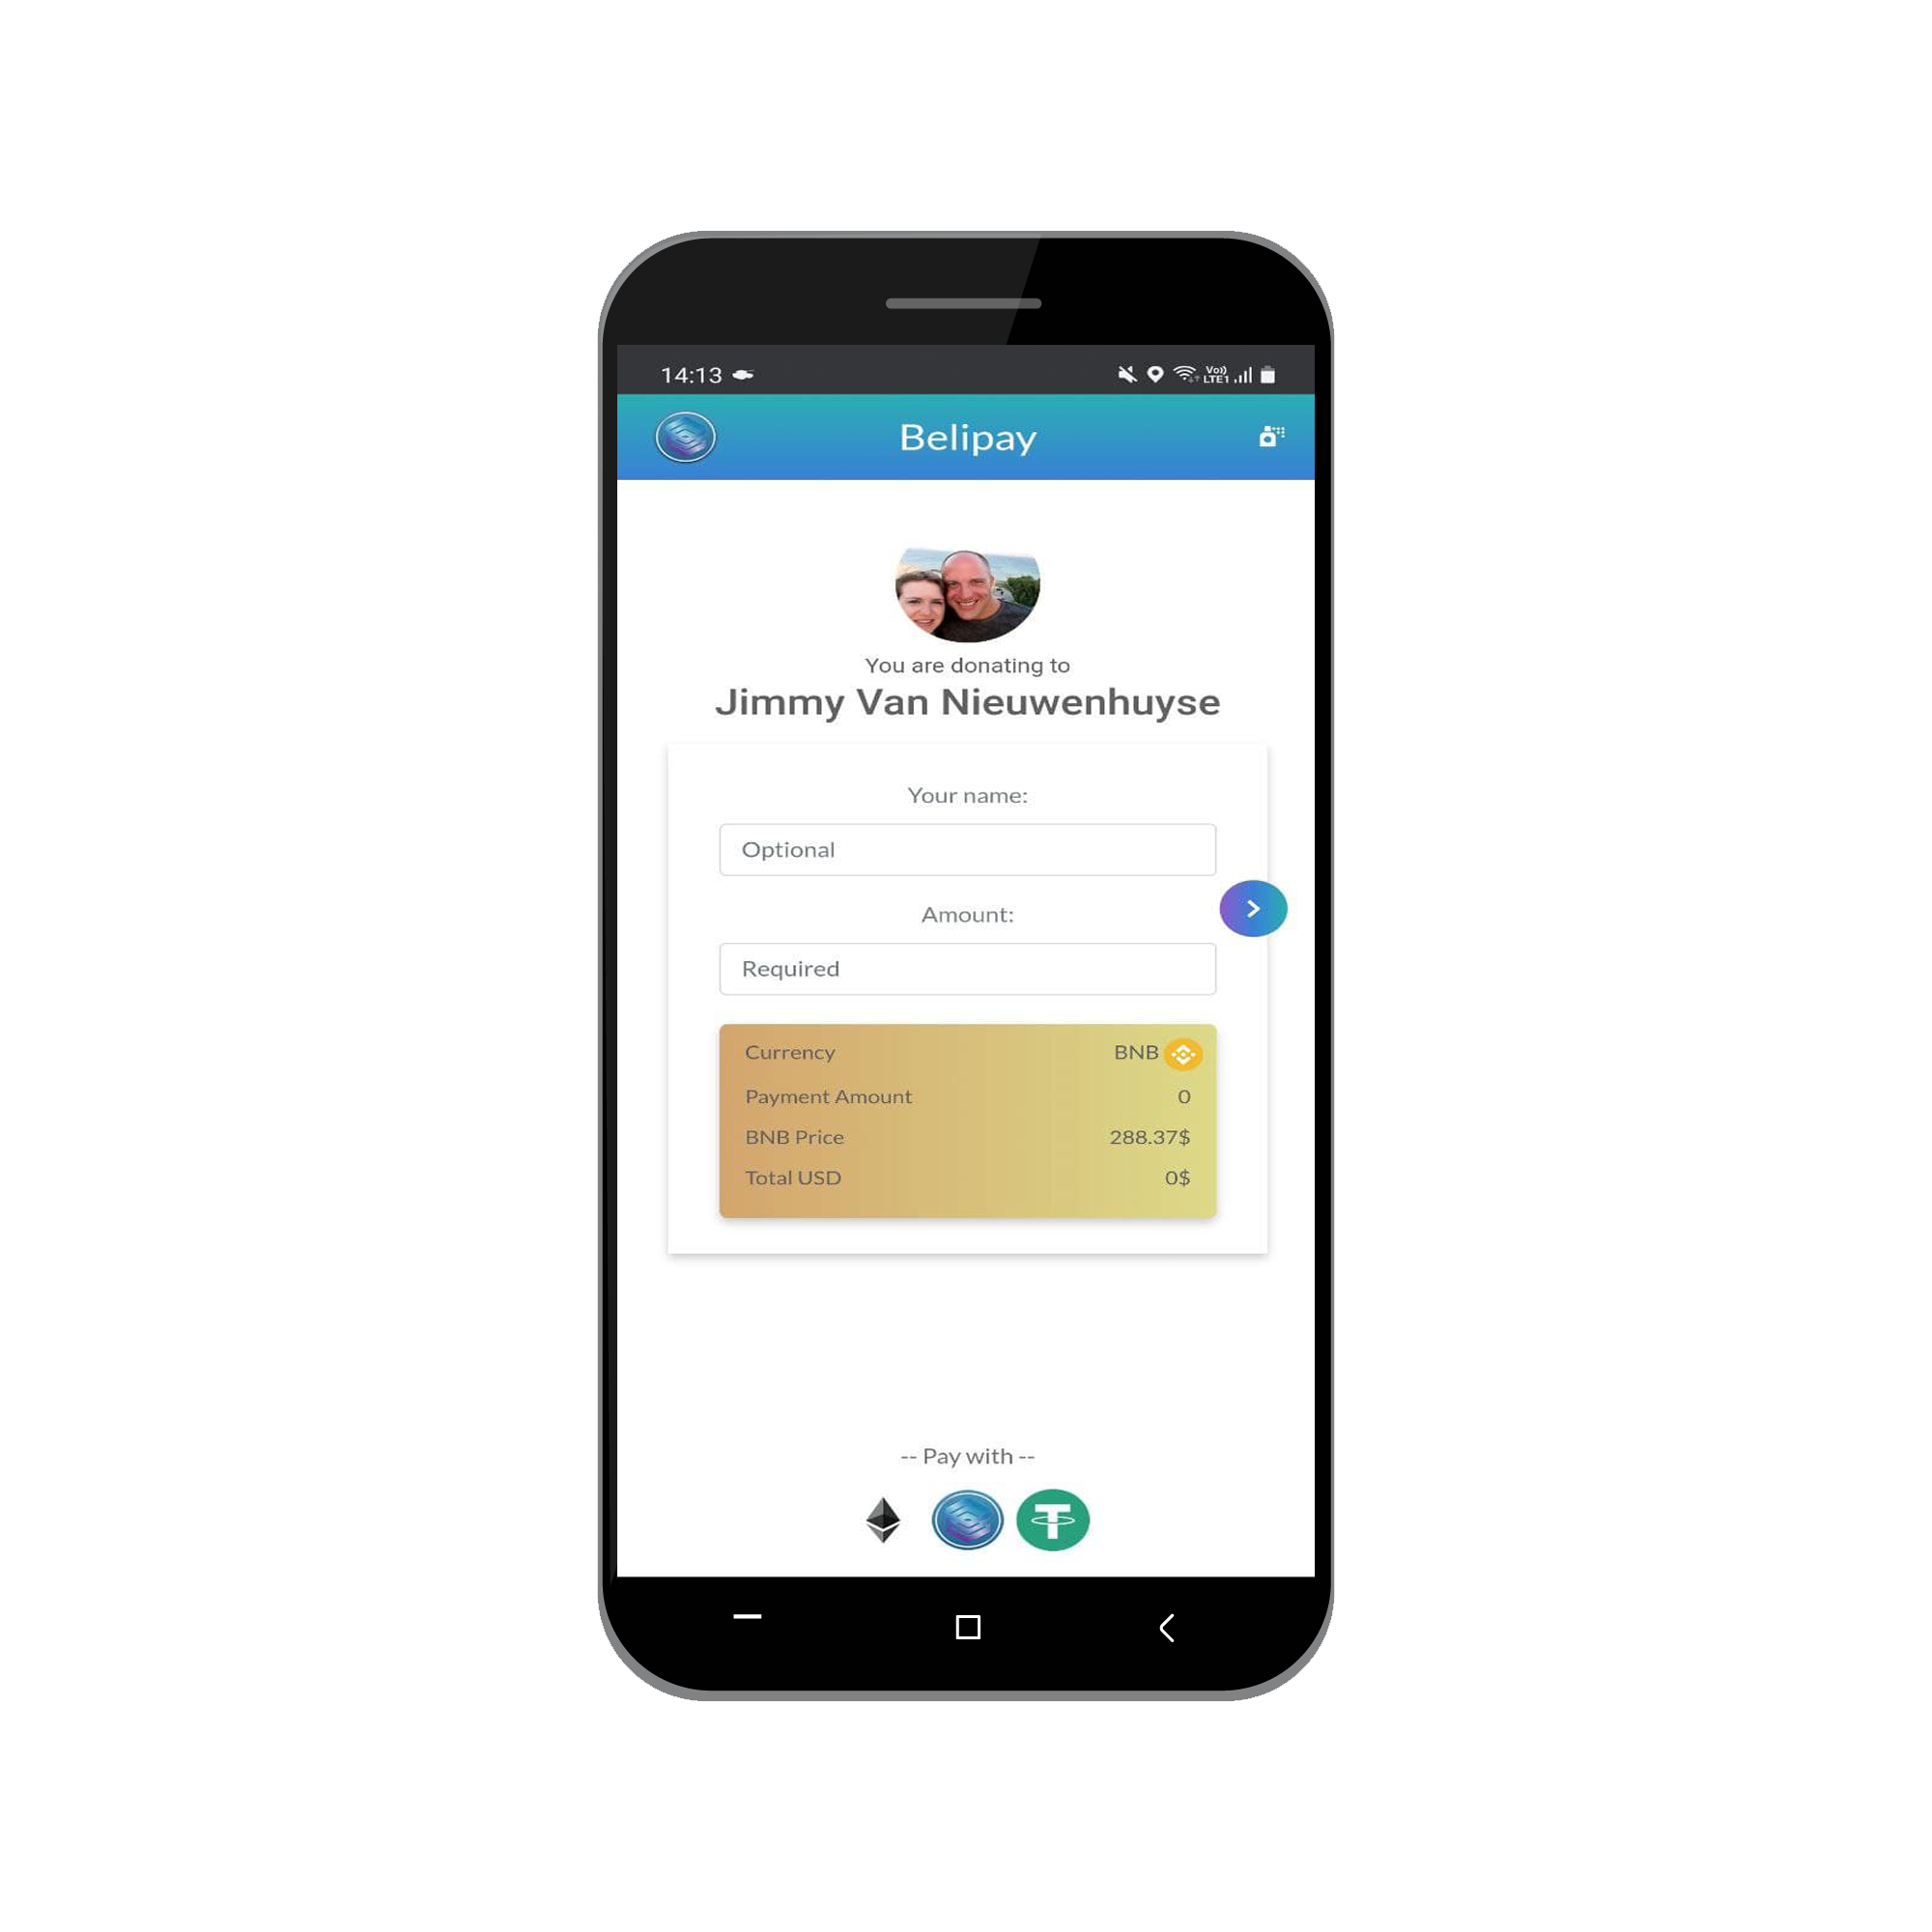 14:13
Vo))
LTE1
Belipay
You are donating to
Jimmy Van Nieuwenhuyse
Your name:
Optional
Amount:
Required
Currency BNB
Payment Amount 0
BNB Price 288.37$
Total USD 0$
-- Pay with --